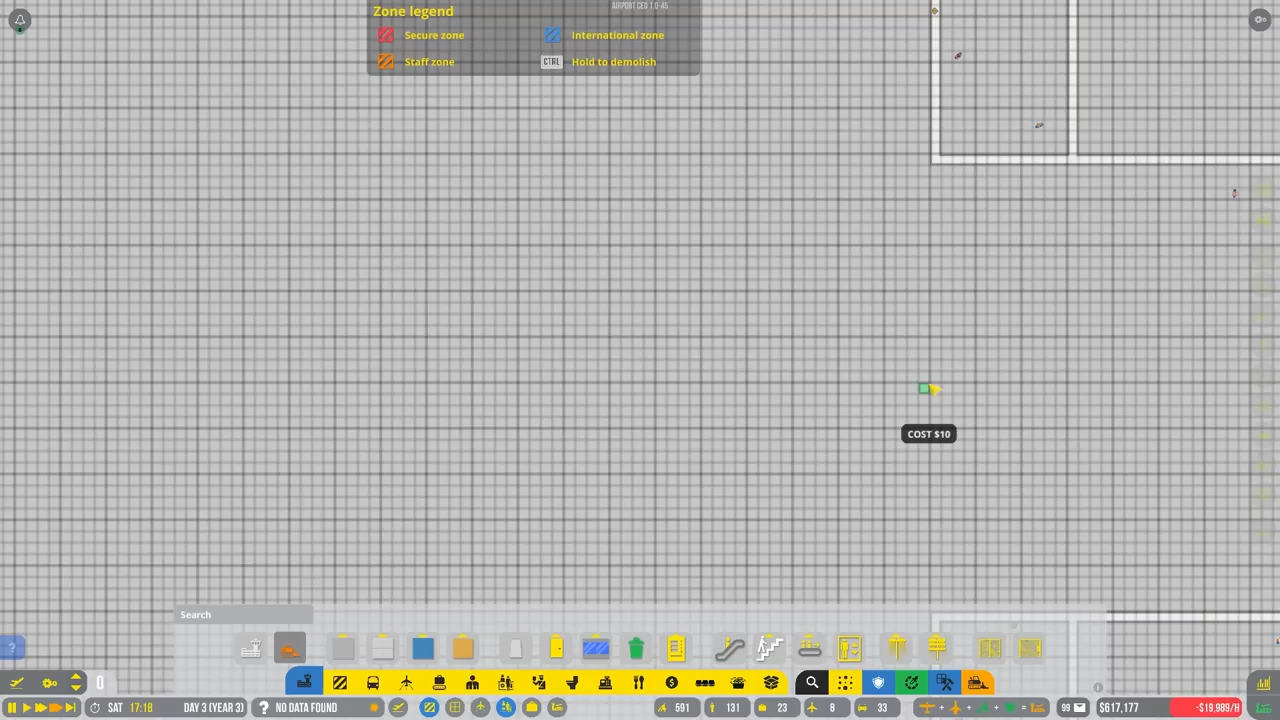 AIRPORT CEO 1.0-45
Zone legend
Secure zone
International zone
Staff zone
CTRL Hold to demolish
COST $10
Search
?
0
SAT 17:18
DAY 3 (YEAR 3)
? NO DATA FOUND
591
131
23
8
33
+ + + =
99
$617,177
-$19,989/H